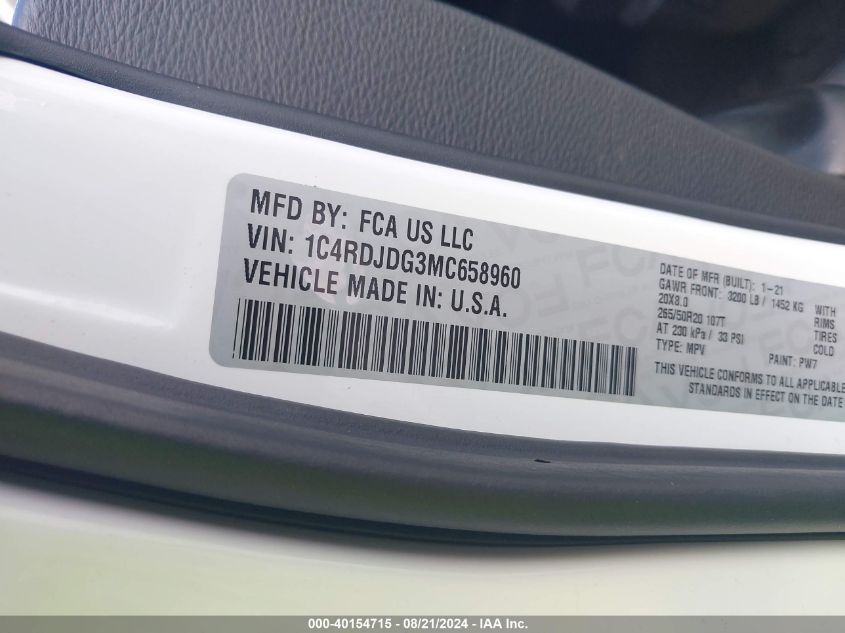 MFD BY: FCA US LLC
VIN: 1C4RDJDG3MC658960
VEHICLE MADE IN: U.S.A.
DATE OF MFR (BUILT): 1-21
GAWR FRONT: 3200 LB / 1452 KG WITH
20X8.0 RIMS
265/50R20 107T TIRES
AT 230 kPa / 33 PSI COLD
TYPE: MPV PAINT: PW7
THIS VEHICLE CONFORMS TO ALL APPLICABLE
STANDARDS IN EFFECT ON THE DATE
000-40154715 - 08/21/2024 - IAA Inc.